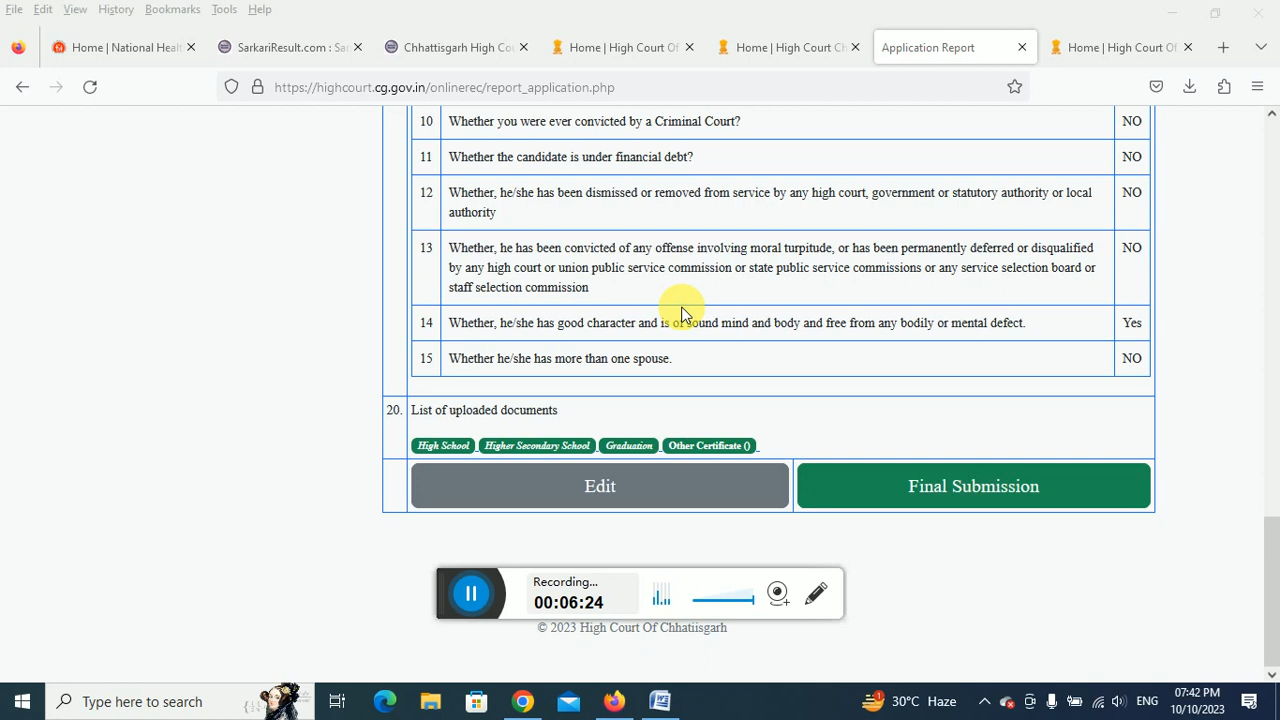 File Edit View History Bookmarks Tools Help
Home | National Heal
SarkariResult.com : Sa
Chhattisgarh High Co
Home | High Court Of
Home | High Court Ch
Application Report
Home | High Court Of
https://highcourt.cg.gov.in/onlinerec/report_application.php
10 Whether you were ever convicted by a Criminal Court? NO
11 Whether the candidate is under financial debt? NO
12 Whether, he/she has been dismissed or removed from service by any high court, government or statutory authority or local NO
authority
13 Whether, he has been convicted of any offense involving moral turpitude, or has been permanently deferred or disqualified NO
by any high court or union public service commission or state public service commissions or any service selection board or
staff selection commission
14 Whether, he/she has good character and is of sound mind and body and free from any bodily or mental defect. Yes
15 Whether he/she has more than one spouse. NO
20. List of uploaded documents
High School Higher Secondary School Graduation Other Certificate ()
Edit Final Submission
Recording...
00:06:24
© 2023 High Court Of Chhatiisgarh
Type here to search
1 30°C Haze
ENG
07:42 PM
10/10/2023